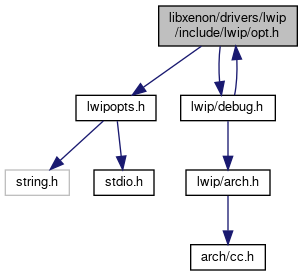 libxenon/drivers/lwip
/include/lwip/opt.h
lwipopts.h
lwip/debug.h
string.h
stdio.h
lwip/arch.h
arch/cc.h